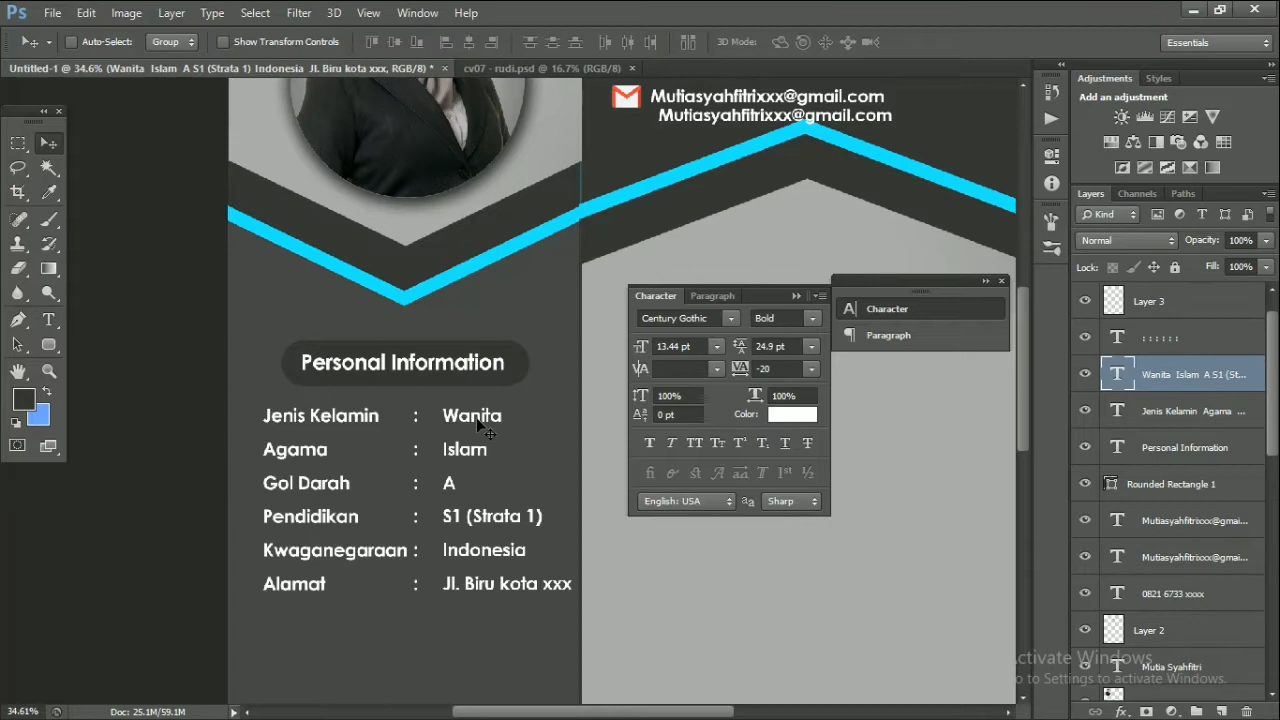 Ps File Edit Image Layer Type Select Filter 3D View Window Help
Auto-Select: Group Show Transform Controls 3D Mode: Essentials
Untitled-1 @ 34.6% (Wanita Islam A S1 (Strata 1) Indonesia Jl. Biru kota xxx, RGB/8) * × cv07 - rudi.psd @ 16.7% (RGB/8) ×
Mutiasyahfitrixxx@gmail.com
Mutiasyahfitrixxx@gmail.com
Personal Information
Jenis Kelamin : Wanita
Agama : Islam
Gol Darah : A
Pendidikan : S1 (Strata 1)
Kwaganegaraan : Indonesia
Alamat : Jl. Biru kota xxx
Character Paragraph
Century Gothic Bold
13.44 pt 24.9 pt
-20
100% 100%
0 pt Color:
English: USA Sharp
Character
Paragraph
Adjustments Styles
Add an adjustment
Layers Channels Paths
Kind
Normal Opacity: 100%
Lock: Fill: 100%
Layer 3
: : : : : :
Wanita Islam A S1 (St...
Jenis Kelamin Agama ...
Personal Information
Rounded Rectangle 1
Mutiasyahfitrixxx@gmai...
Mutiasyahfitrixxx@gmai...
0821 6733 xxxx
Layer 2
Mutia Syahfitri
Activate Windows
Go to Settings to activate Windows.
34.61% Doc: 25.1M/59.1M